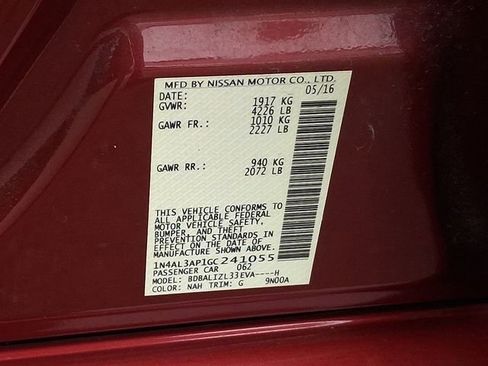 MFD BY NISSAN MOTOR CO., LTD.
DATE: 05/16
GVWR: 1917 KG
4226 LB
GAWR FR.: 1010 KG
2227 LB
GAWR RR.: 940 KG
2072 LB
THIS VEHICLE CONFORMS TO
ALL APPLICABLE FEDERAL
MOTOR VEHICLE SAFETY,
BUMPER, AND THEFT
PREVENTION STANDARDS IN
EFFECT ON THE DATE OF
MANUFACTURE SHOWN ABOVE.
1N4AL3AP1GC241055
PASSENGER CAR 062
MODEL: BDBALIZL33EVA----H
COLOR: NAH TRIM: G 9N00A